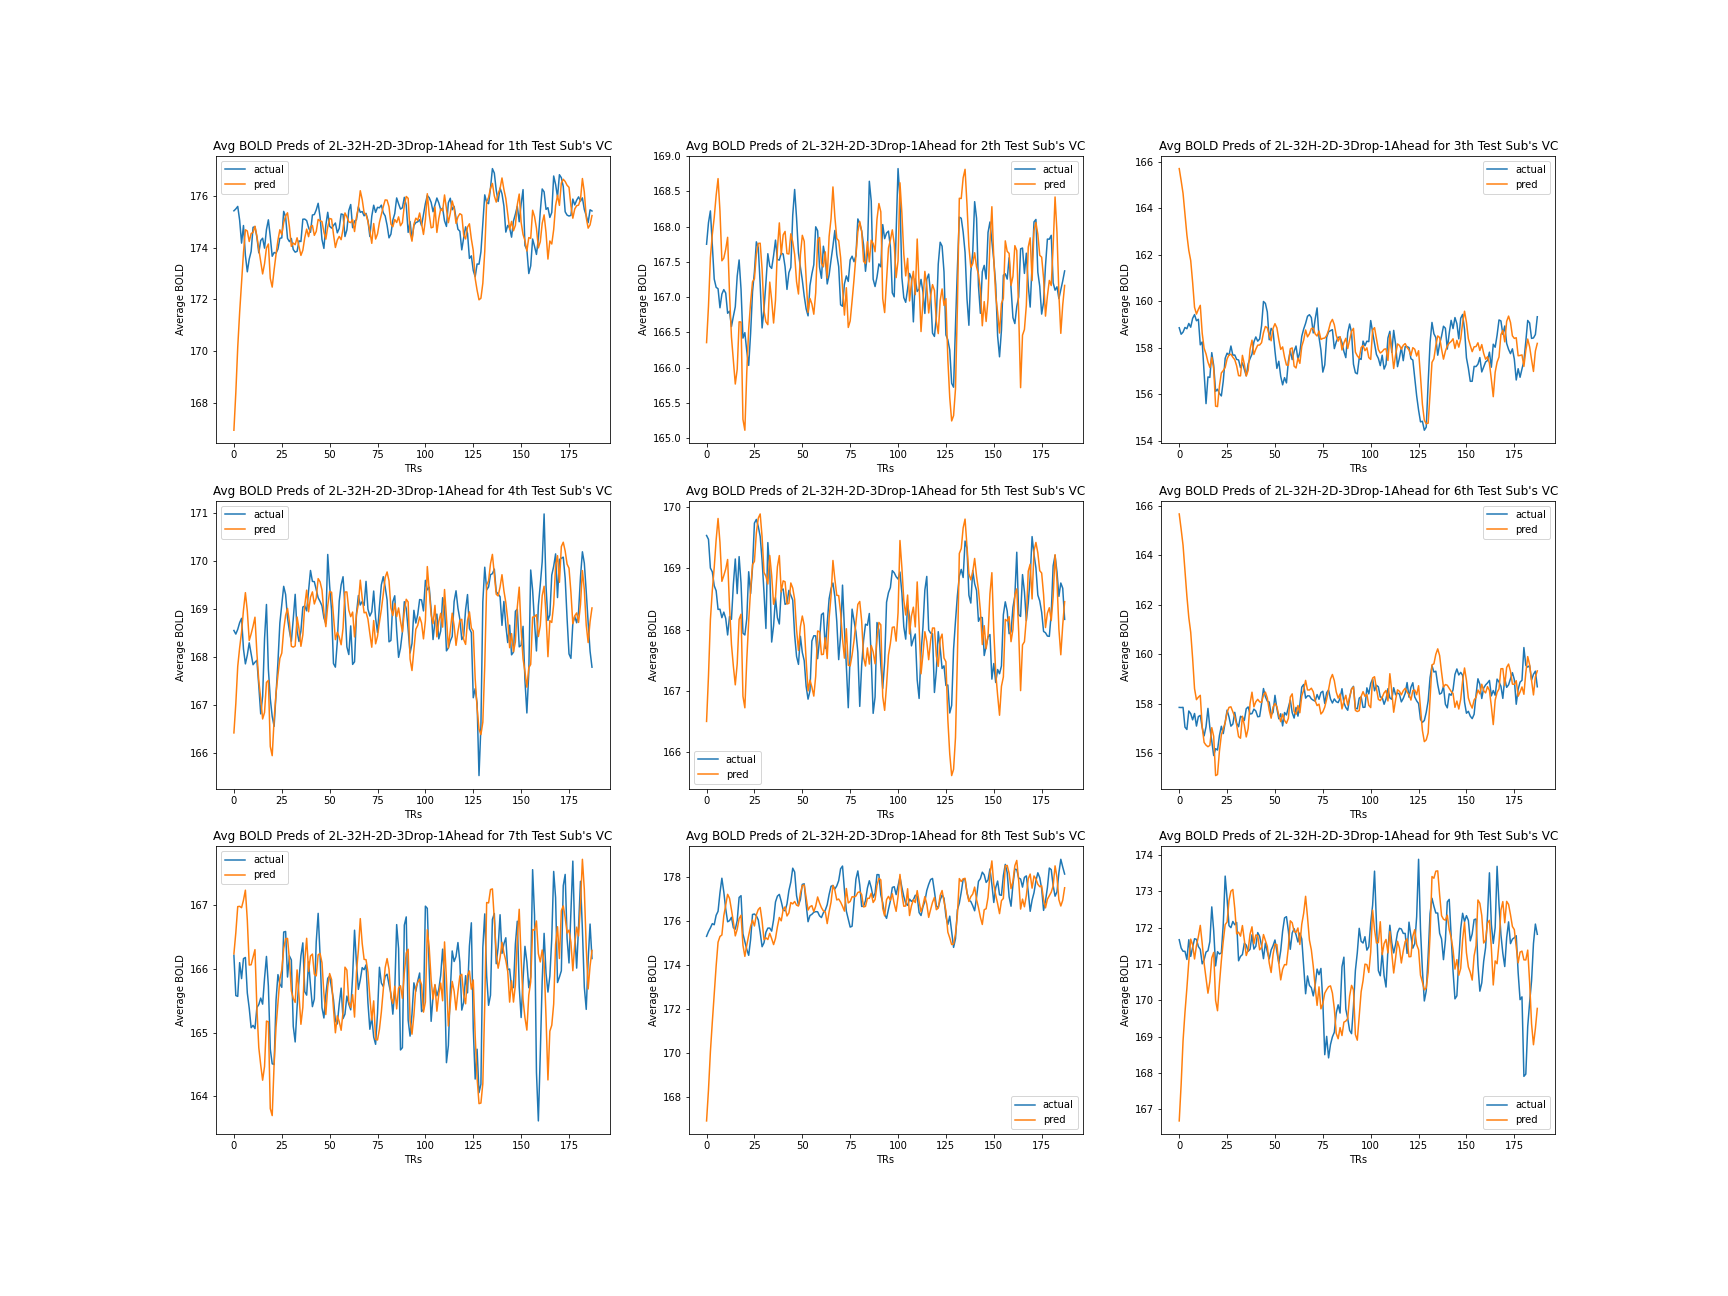 Avg BOLD Preds of 2L-32H-2D-3Drop-1Ahead for 1th Test Sub's VC
actual
pred
Average BOLD
176
174
172
170
168
0 25 50 75 100 125 150 175
TRs
Avg BOLD Preds of 2L-32H-2D-3Drop-1Ahead for 2th Test Sub's VC
actual
pred
Average BOLD
169.0
168.5
168.0
167.5
167.0
166.5
166.0
165.5
165.0
0 25 50 75 100 125 150 175
TRs
Avg BOLD Preds of 2L-32H-2D-3Drop-1Ahead for 3th Test Sub's VC
actual
pred
Average BOLD
166
164
162
160
158
156
154
0 25 50 75 100 125 150 175
TRs
Avg BOLD Preds of 2L-32H-2D-3Drop-1Ahead for 4th Test Sub's VC
actual
pred
Average BOLD
171
170
169
168
167
166
0 25 50 75 100 125 150 175
TRs
Avg BOLD Preds of 2L-32H-2D-3Drop-1Ahead for 5th Test Sub's VC
actual
pred
Average BOLD
170
169
168
167
166
0 25 50 75 100 125 150 175
TRs
Avg BOLD Preds of 2L-32H-2D-3Drop-1Ahead for 6th Test Sub's VC
actual
pred
Average BOLD
166
164
162
160
158
156
0 25 50 75 100 125 150 175
TRs
Avg BOLD Preds of 2L-32H-2D-3Drop-1Ahead for 7th Test Sub's VC
actual
pred
Average BOLD
167
166
165
164
0 25 50 75 100 125 150 175
TRs
Avg BOLD Preds of 2L-32H-2D-3Drop-1Ahead for 8th Test Sub's VC
actual
pred
Average BOLD
178
176
174
172
170
168
0 25 50 75 100 125 150 175
TRs
Avg BOLD Preds of 2L-32H-2D-3Drop-1Ahead for 9th Test Sub's VC
actual
pred
Average BOLD
174
173
172
171
170
169
168
167
0 25 50 75 100 125 150 175
TRs